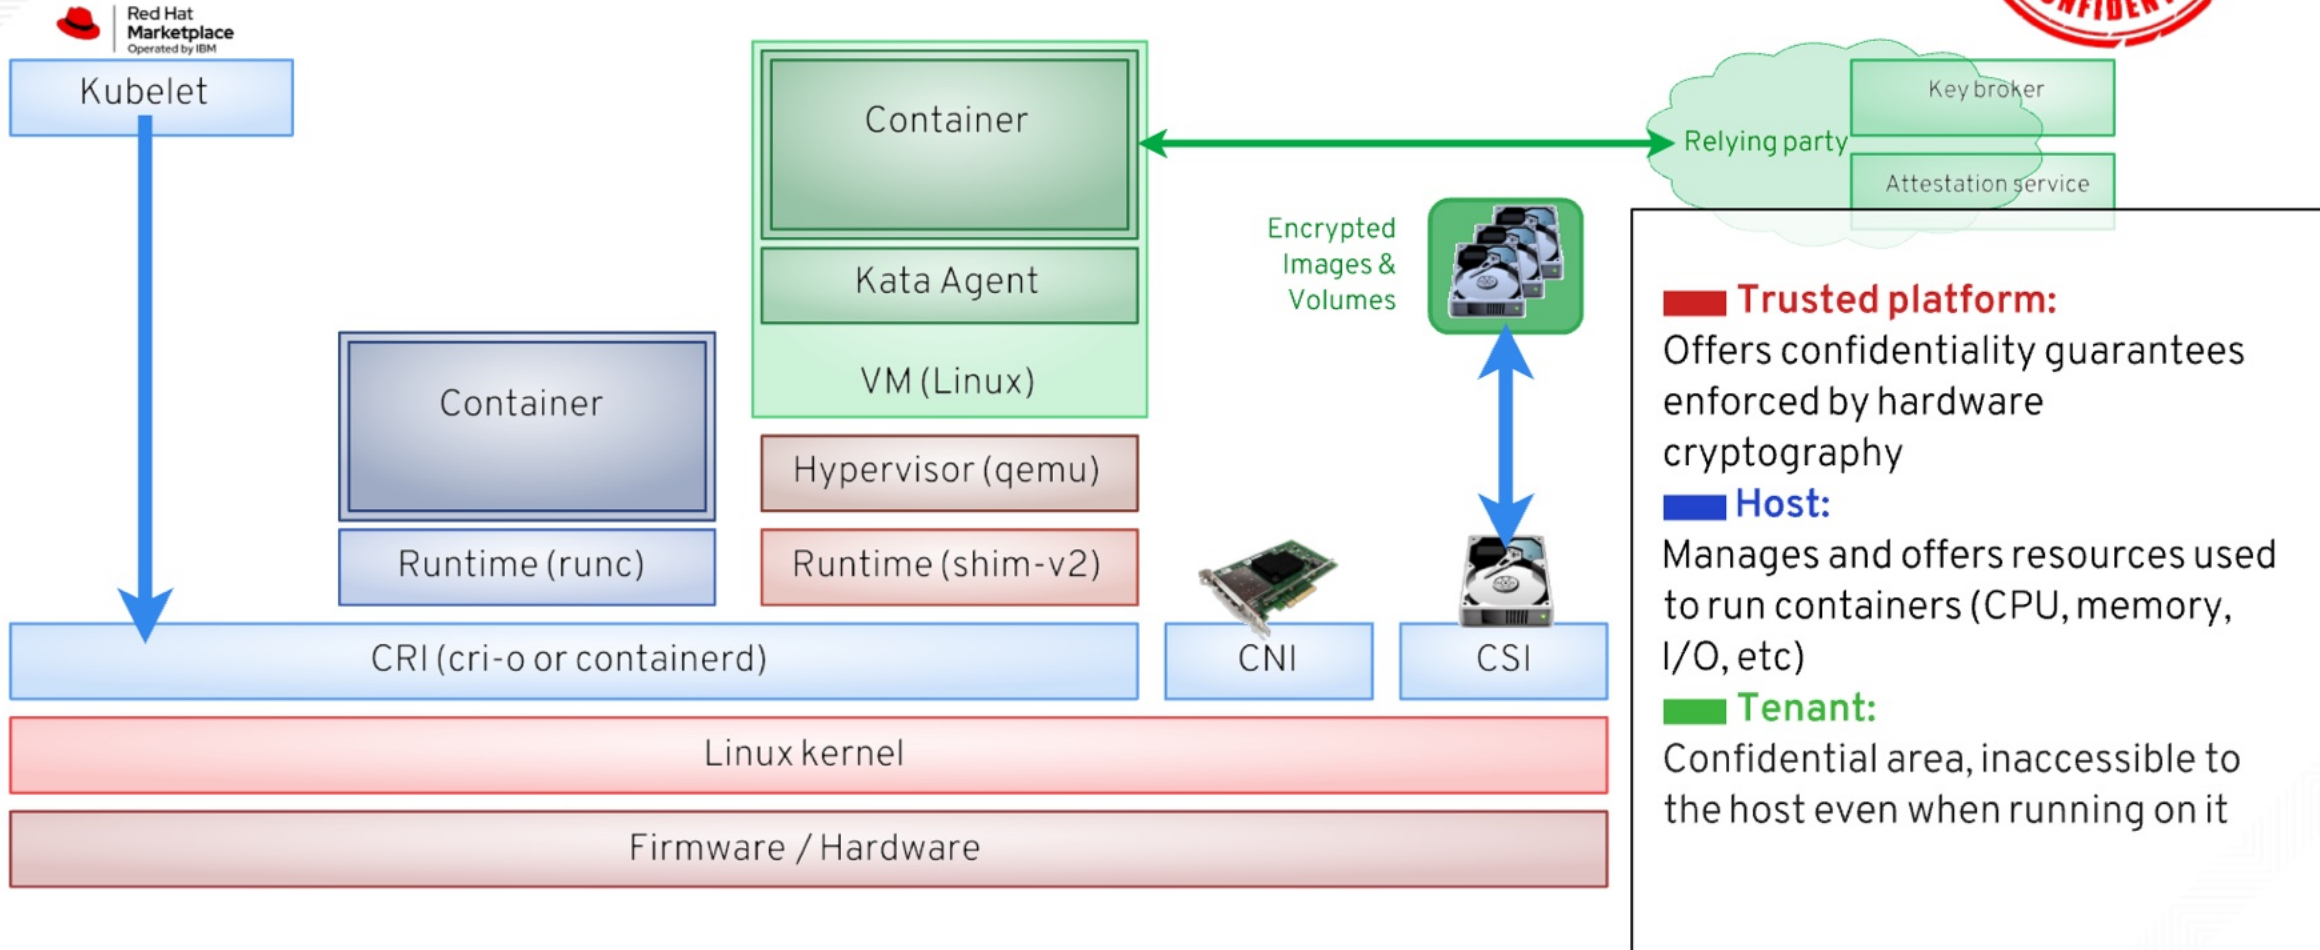 Red Hat
Marketplace
Operated by IBM
Kubelet
Container
Key broker
Relying party
Attestation service
Encrypted
Images &
Volumes
Kata Agent
VM (Linux)
Container
Hypervisor (qemu)
Runtime (runc)
Runtime (shim-v2)
CRI (cri-o or containerd)
CNI
CSI
Linux kernel
Firmware / Hardware
Trusted platform:
Offers confidentiality guarantees
enforced by hardware
cryptography
Host:
Manages and offers resources used
to run containers (CPU, memory,
I/O, etc)
Tenant:
Confidential area, inaccessible to
the host even when running on it